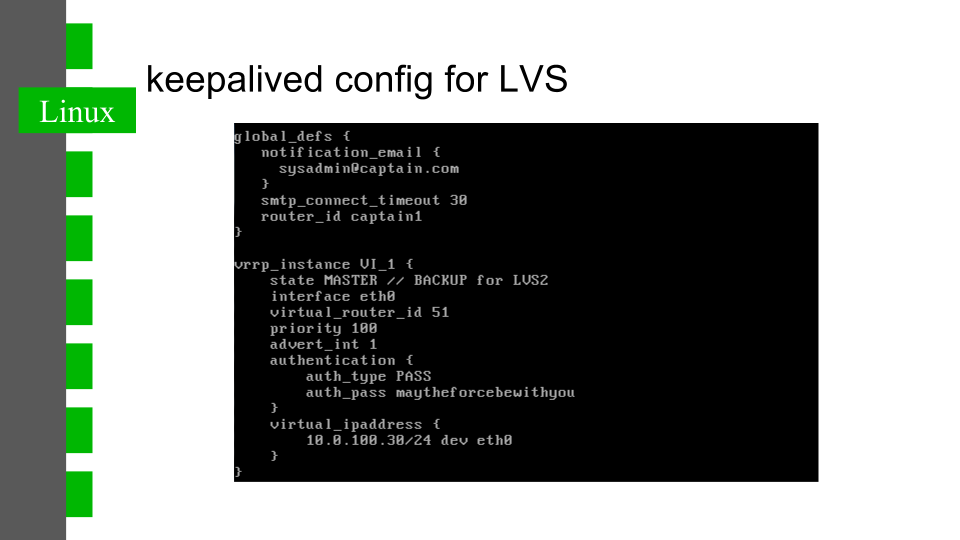 keepalived config for LVS
Linux
global_defs {
   notification_email {
     sysadmin@captain.com
   }
   smtp_connect_timeout 30
   router_id captain1
}

vrrp_instance VI_1 {
    state MASTER // BACKUP for LVS2
    interface eth0
    virtual_router_id 51
    priority 100
    advert_int 1
    authentication {
        auth_type PASS
        auth_pass maytheforcebewithyou
    }
    virtual_ipaddress {
        10.0.100.30/24 dev eth0
    }
}